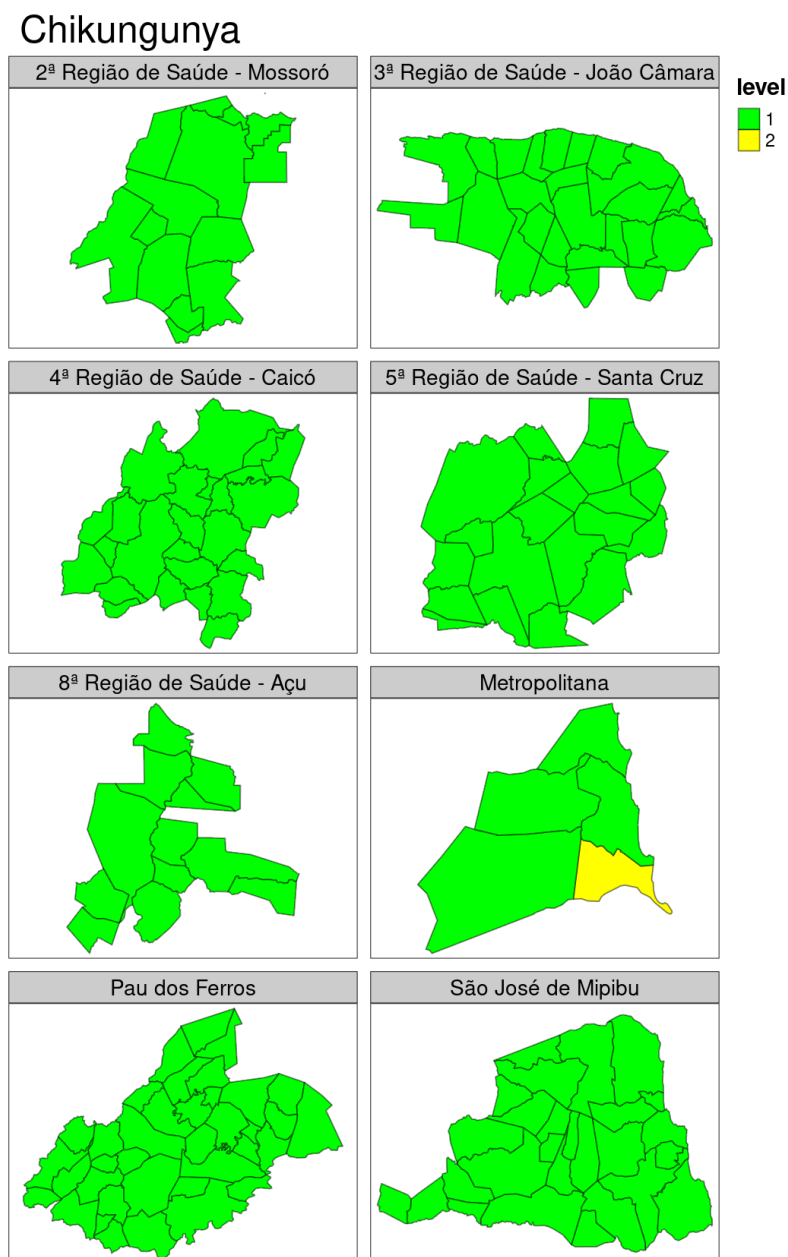 Chikungunya
2ª Região de Saúde - Mossoró
3ª Região de Saúde - João Câmara
level
1
2
4ª Região de Saúde - Caicó
5ª Região de Saúde - Santa Cruz
8ª Região de Saúde - Açu
Metropolitana
Pau dos Ferros
São José de Mipibu